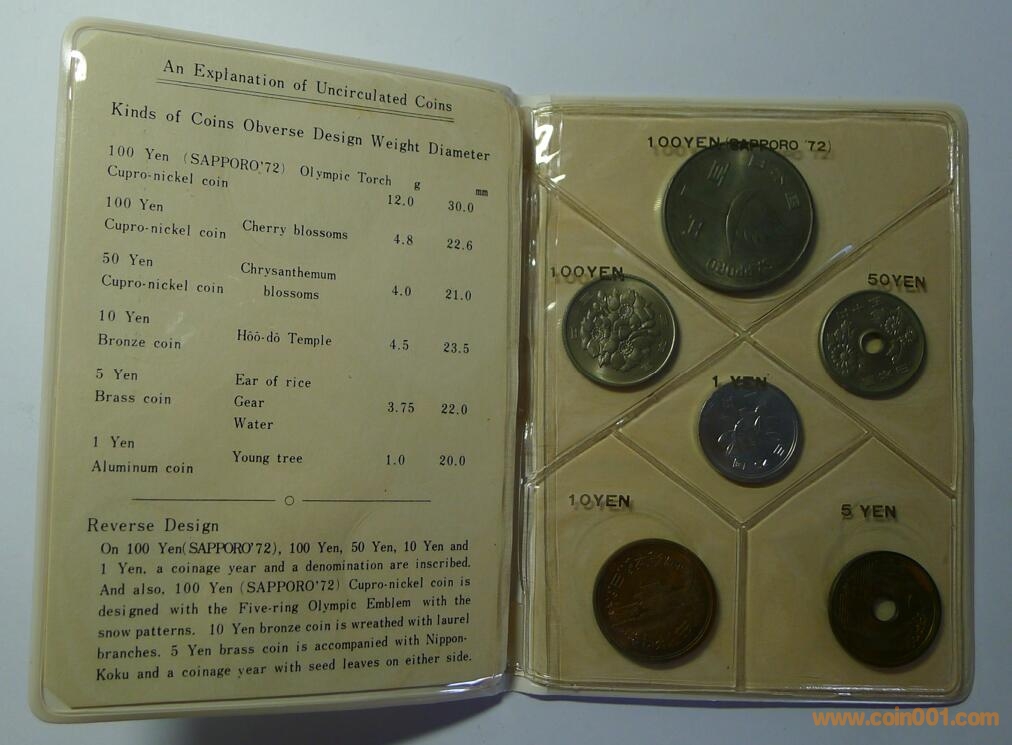 An Explanation of Uncirculated Coins
Kinds of Coins Obverse Design Weight Diameter
100 Yen (SAPPORO'72) Olympic Torch g mm
Cupro-nickel coin 12.0 30.0
100 Yen
Cupro-nickel coin Cherry blossoms 4.8 22.6
50 Yen Chrysanthemum
Cupro-nickel coin blossoms 4.0 21.0
10 Yen
Bronze coin Hôô-dô Temple 4.5 23.5
5 Yen Ear of rice
Brass coin Gear 3.75 22.0
Water
1 Yen
Aluminum coin Young tree 1.0 20.0
Reverse Design
On 100 Yen(SAPPORO'72), 100 Yen, 50 Yen, 10 Yen and
1 Yen, a coinage year and a denomination are inscribed.
And also, 100 Yen (SAPPORO'72) Cupro-nickel coin is
designed with the Five-ring Olympic Emblem with the
snow patterns. 10 Yen bronze coin is wreathed with laurel
branches. 5 Yen brass coin is accompanied with Nippon-
Koku and a coinage year with seed leaves on either side.
100YEN (SAPPORO '72)
100YEN
50YEN
1 YEN
10YEN
5 YEN
www.coin001.com